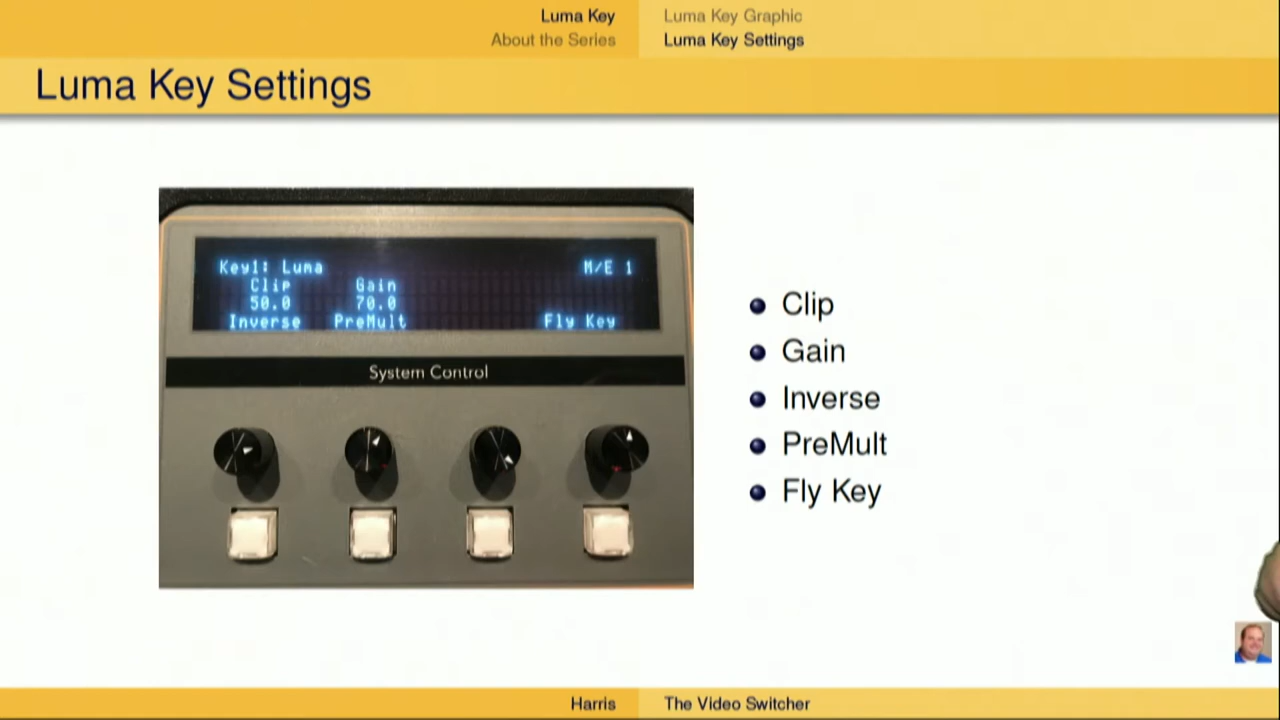 Luma Key
About the Series
Luma Key Graphic
Luma Key Settings
Luma Key Settings
Key1: Luma M/E 1
Clip Gain
50.0 70.0
Inverse PreMult Fly Key
System Control
Clip
Gain
Inverse
PreMult
Fly Key
Harris
The Video Switcher